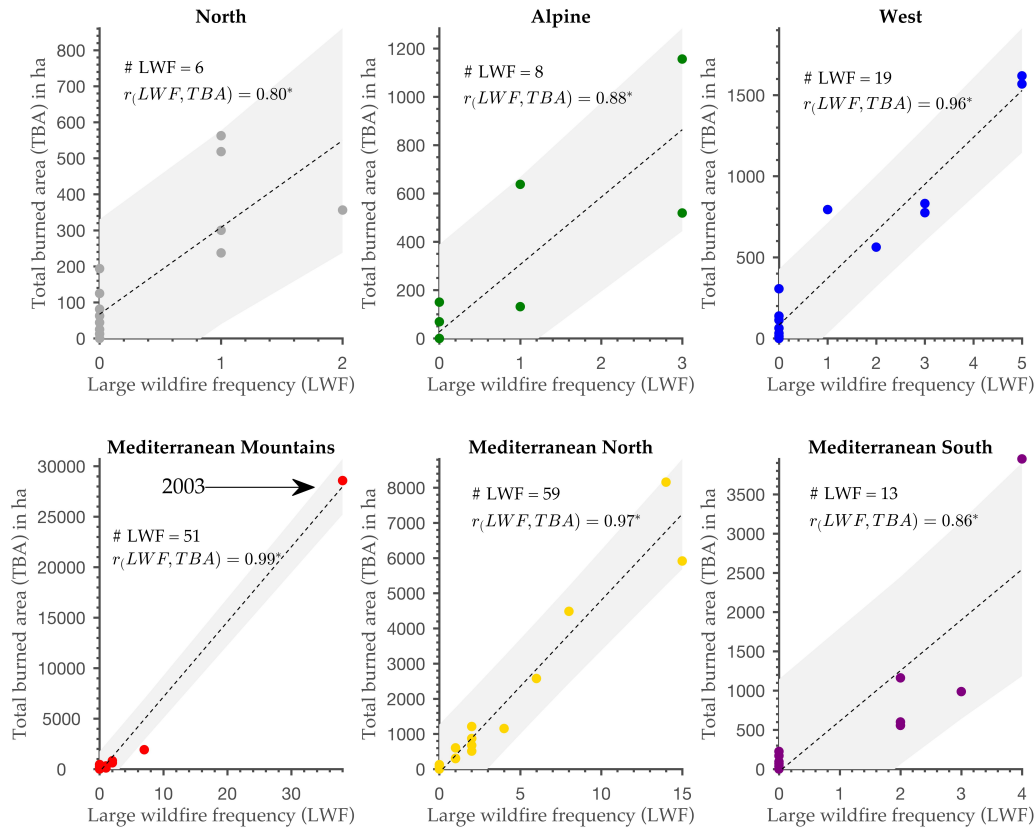 North
Total burned area (TBA) in ha
800
700
600
500
400
300
200
100
0
# LWF = 6
r(LWF, TBA) = 0.80*
0 1 2
Large wildfire frequency (LWF)
Alpine
Total burned area (TBA) in ha
1200
1000
800
600
400
200
0
# LWF = 8
r(LWF, TBA) = 0.88*
0 1 2 3
Large wildfire frequency (LWF)
West
Total burned area (TBA) in ha
1500
1000
500
0
# LWF = 19
r(LWF, TBA) = 0.96*
0 1 2 3 4 5
Large wildfire frequency (LWF)
Mediterranean Mountains
Total burned area (TBA) in ha
30000
25000
20000
15000
10000
5000
0
2003
# LWF = 51
r(LWF, TBA) = 0.99*
0 10 20 30
Large wildfire frequency (LWF)
Mediterranean North
Total burned area (TBA) in ha
8000
7000
6000
5000
4000
3000
2000
1000
0
# LWF = 59
r(LWF, TBA) = 0.97*
0 5 10 15
Large wildfire frequency (LWF)
Mediterranean South
Total burned area (TBA) in ha
3500
3000
2500
2000
1500
1000
500
0
# LWF = 13
r(LWF, TBA) = 0.86*
0 1 2 3 4
Large wildfire frequency (LWF)